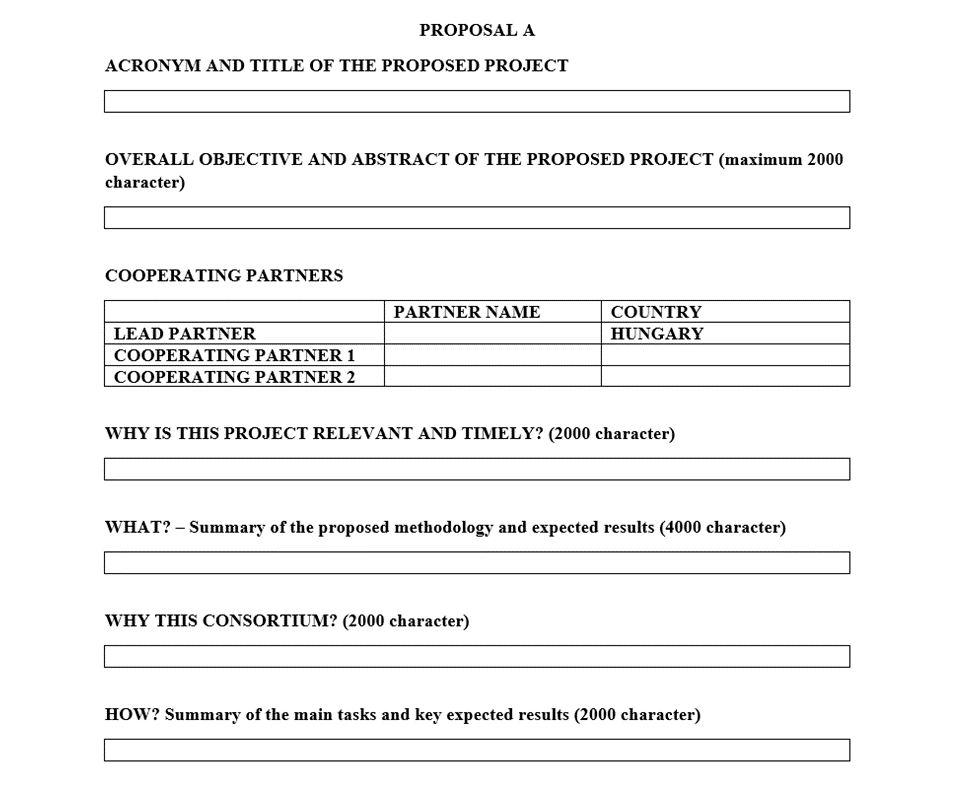 PROPOSAL A
ACRONYM AND TITLE OF THE PROPOSED PROJECT
OVERALL OBJECTIVE AND ABSTRACT OF THE PROPOSED PROJECT (maximum 2000
character)
COOPERATING PARTNERS
PARTNER NAME COUNTRY
LEAD PARTNER HUNGARY
COOPERATING PARTNER 1
COOPERATING PARTNER 2
WHY IS THIS PROJECT RELEVANT AND TIMELY? (2000 character)
WHAT? – Summary of the proposed methodology and expected results (4000 character)
WHY THIS CONSORTIUM? (2000 character)
HOW? Summary of the main tasks and key expected results (2000 character)